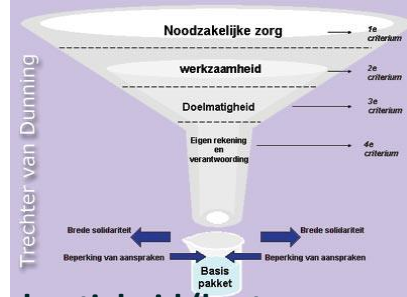 Trechter van Dunning
Noodzakelijke zorg
1e
criterium
werkzaamheid
2e
criterium
Doelmatigheid
3e
criterium
Eigen rekening
en
verantwoording
4e
criterium
Brede solidariteit
Brede solidariteit
Beperking van aanspraken
Beperking van aanspraken
Basis
pakket